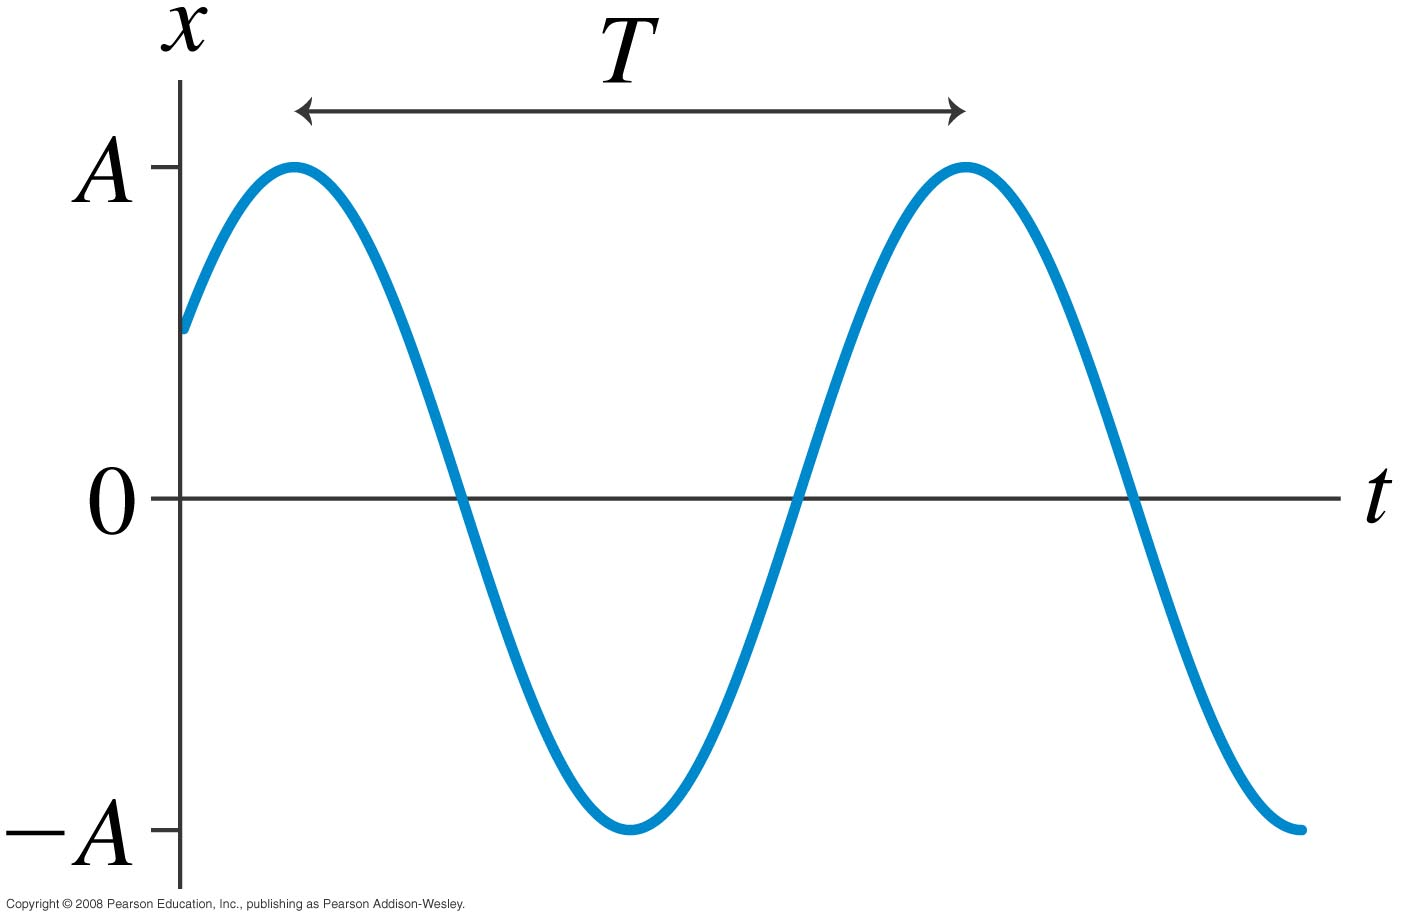 x
T
A
0
t
−A
Copyright © 2008 Pearson Education, Inc., publishing as Pearson Addison-Wesley.